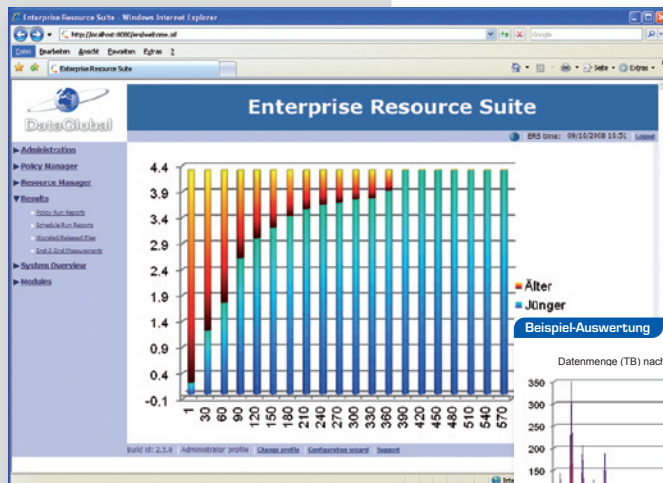 Enterprise Resource Suite - Windows Internet Explorer
http://localhost:8080/ers/welcome.jsf
Google
Datei Bearbeiten Ansicht Favoriten Extras ?
Enterprise Resource Suite
Seite Extras
DataGlobal
Enterprise Resource Suite
ERS time: 09/16/2008 16:51 Logout
Administration
Policy Manager
Resource Manager
Results
Policy Run Reports
Schedule Run Reports
Migrated/Released Files
End-2-End Measurements
System Overview
Modules
4.4
3.9
3.4
2.9
2.4
1.9
1.4
0.9
0.4
-0.1
1 30 60 90 120 150 180 210 240 270 300 330 360 390 420 450 480 510 540 570
Älter
Jünger
Beispiel-Auswertung
Datenmenge (TB) nach
350
300
250
200
150
Build id: 2.5.0 Administrator profile Change profile Configuration wizard Support